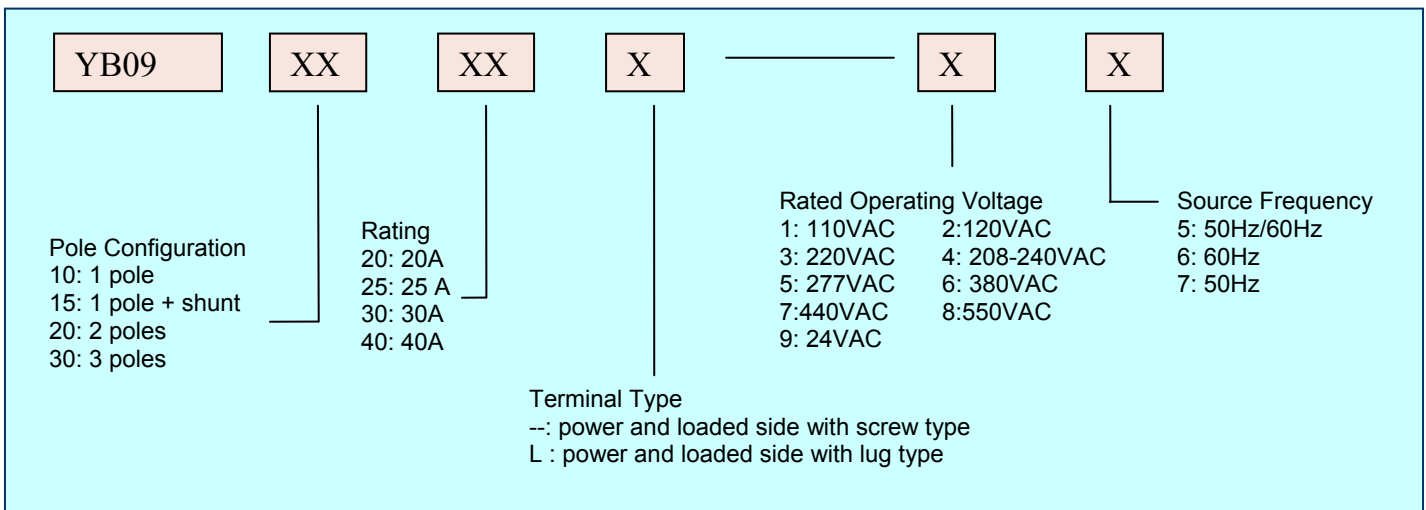 YB09 XX XX X X X
Pole Configuration
10: 1 pole
15: 1 pole + shunt
20: 2 poles
30: 3 poles
Rating
20: 20A
25: 25 A
30: 30A
40: 40A
Terminal Type
--: power and loaded side with screw type
L : power and loaded side with lug type
Rated Operating Voltage
1: 110VAC 2:120VAC
3: 220VAC 4: 208-240VAC
5: 277VAC 6: 380VAC
7:440VAC 8:550VAC
9: 24VAC
Source Frequency
5: 50Hz/60Hz
6: 60Hz
7: 50Hz